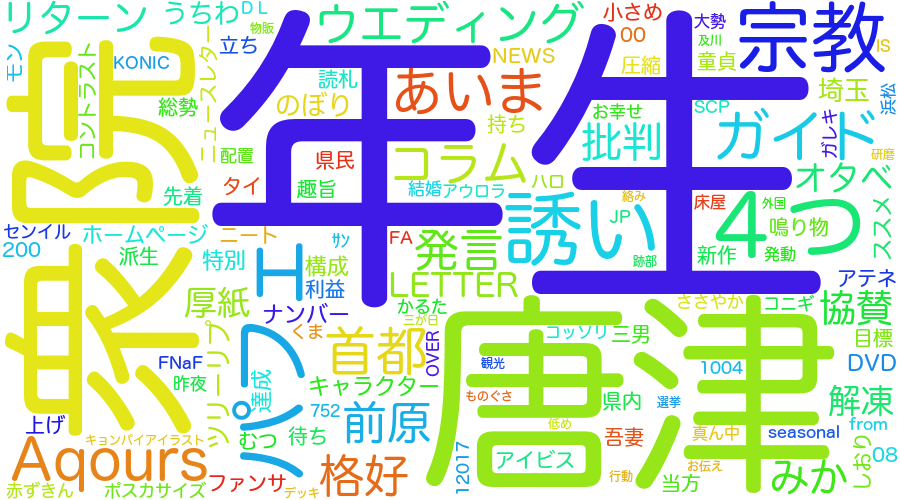 リターン
うちわ
ＤＬ
物販
ウエディング
小さめ
大勢
宗教
モン
KONIC
コントラスト
総勢
ニュースレター
立ち
読札
のぼり
NEWS
00
圧縮
及川
童貞
IS
衆院
年生
あいま
持ち
お幸せ
SCP
埼玉
浜松
ガレキ
批判
ガイド
研磨
配置
県民
コラム
先着
タイ
趣旨
結婚
アウロラ
ハロ
絡み
オタべ
センイル
200
ホームページ
ニート
サン
FA
発言
誘い
JP
床屋
外国
4つ
鳴り物
ススメ
派生
特別
構成
利益
LETTER
跡部
新作
発動
アテネ
厚紙
パフェ
ナンバー
かるた
三が日
唐津
ささやか
コニギ
協賛
くま
首都
OVER
コッソリ
三男
目標
FNaF
昨夜
ツリーリプ
達成
キャラクター
観光
1004
DVD
ものぐさ
県内
選挙
解凍
上げ
キョンパイアイラスト
むつ
752
待ち
前原
低め
吾妻
真ん中
seasonal
from
Aqours
ファンサ
格好
アイビス
お伝え
みか
しおり
08
赤ずきん
ポスカサイズ
デッキ
12017
行動
当方